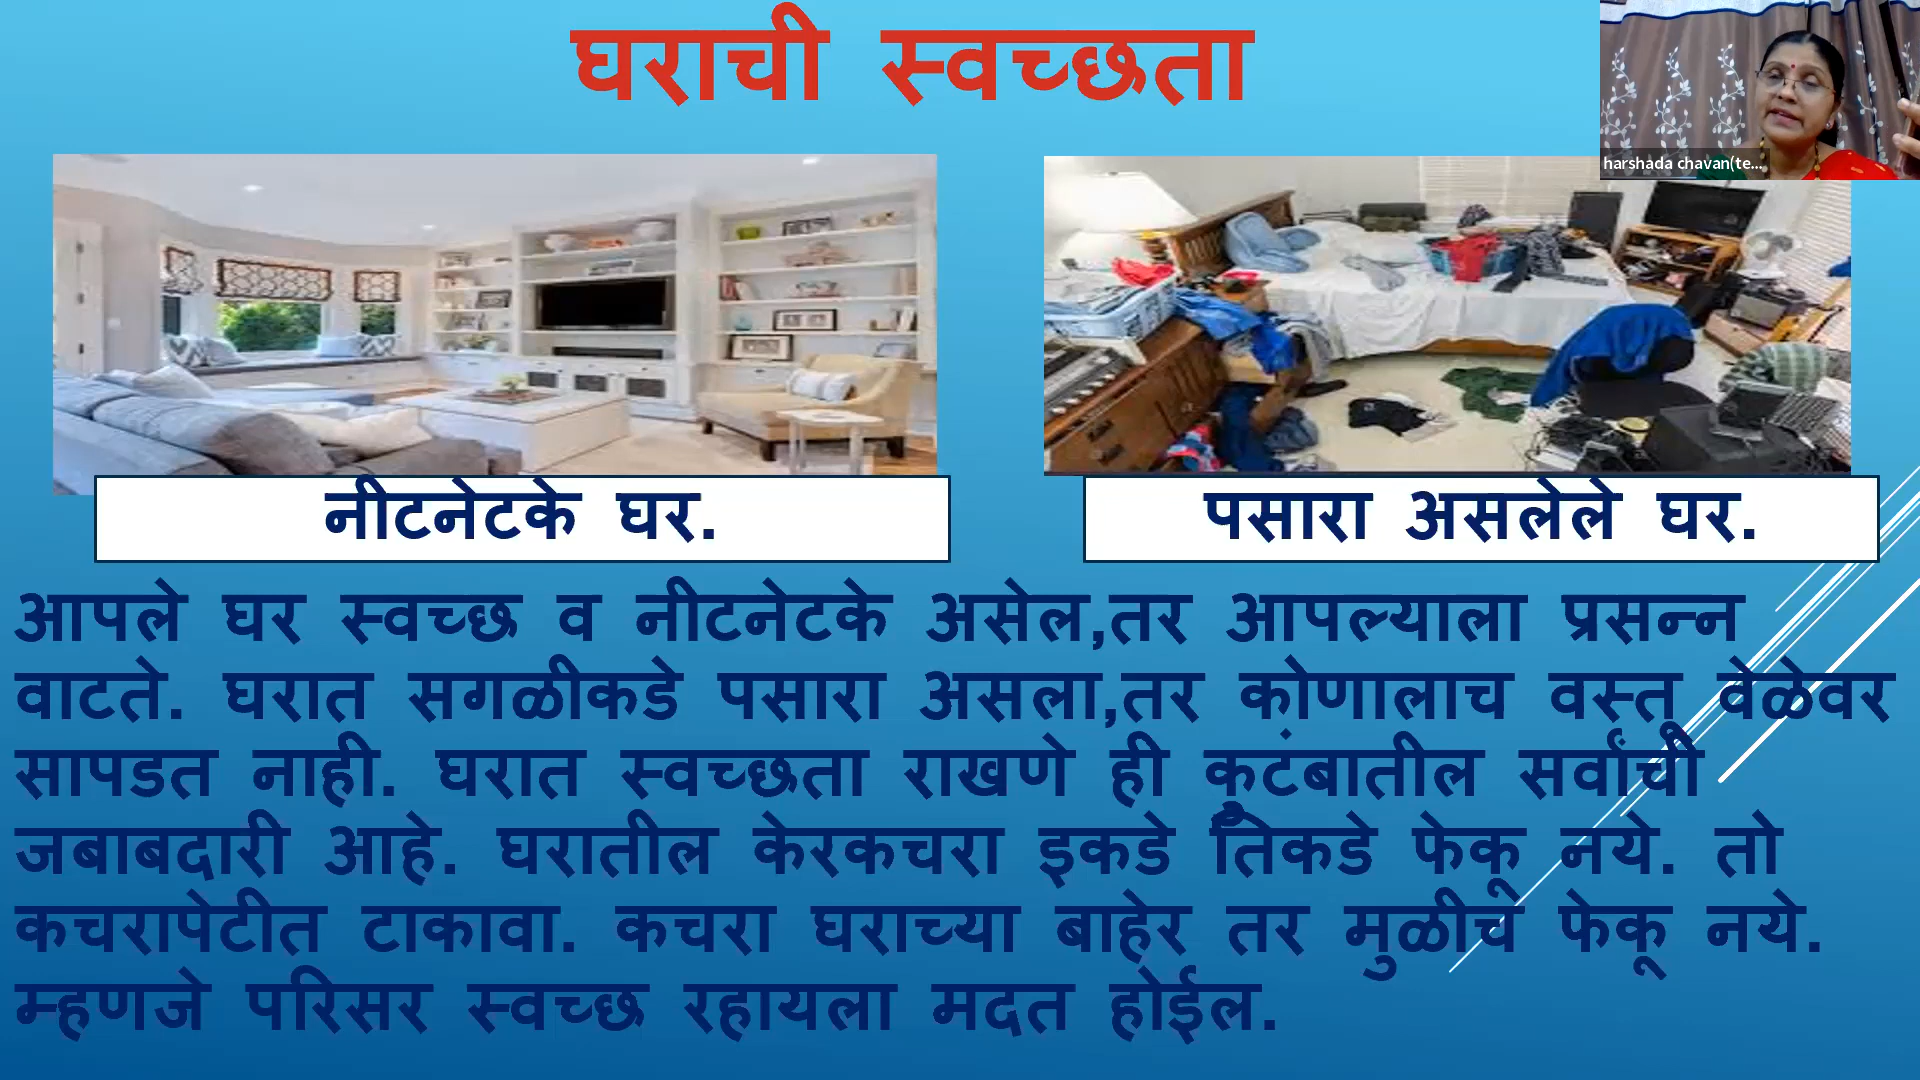 घराची स्वच्छता
harshada chavan(te...
नीटनेटके घर.
पसारा असलेले घर.
आपले घर स्वच्छ व नीटनेटके असेल,तर आपल्याला प्रसन्न
वाटते. घरात सगळीकडे पसारा असला,तर कोणालाच वस्तू वेळेवर
सापडत नाही. घरात स्वच्छता राखणे ही कुटुंबातील सर्वांची
जबाबदारी आहे. घरातील केरकचरा इकडे तिकडे फेकू नये. तो
कचरापेटीत टाकावा. कचरा घराच्या बाहेर तर मुळीच फेकू नये.
म्हणजे परिसर स्वच्छ रहायला मदत होईल.